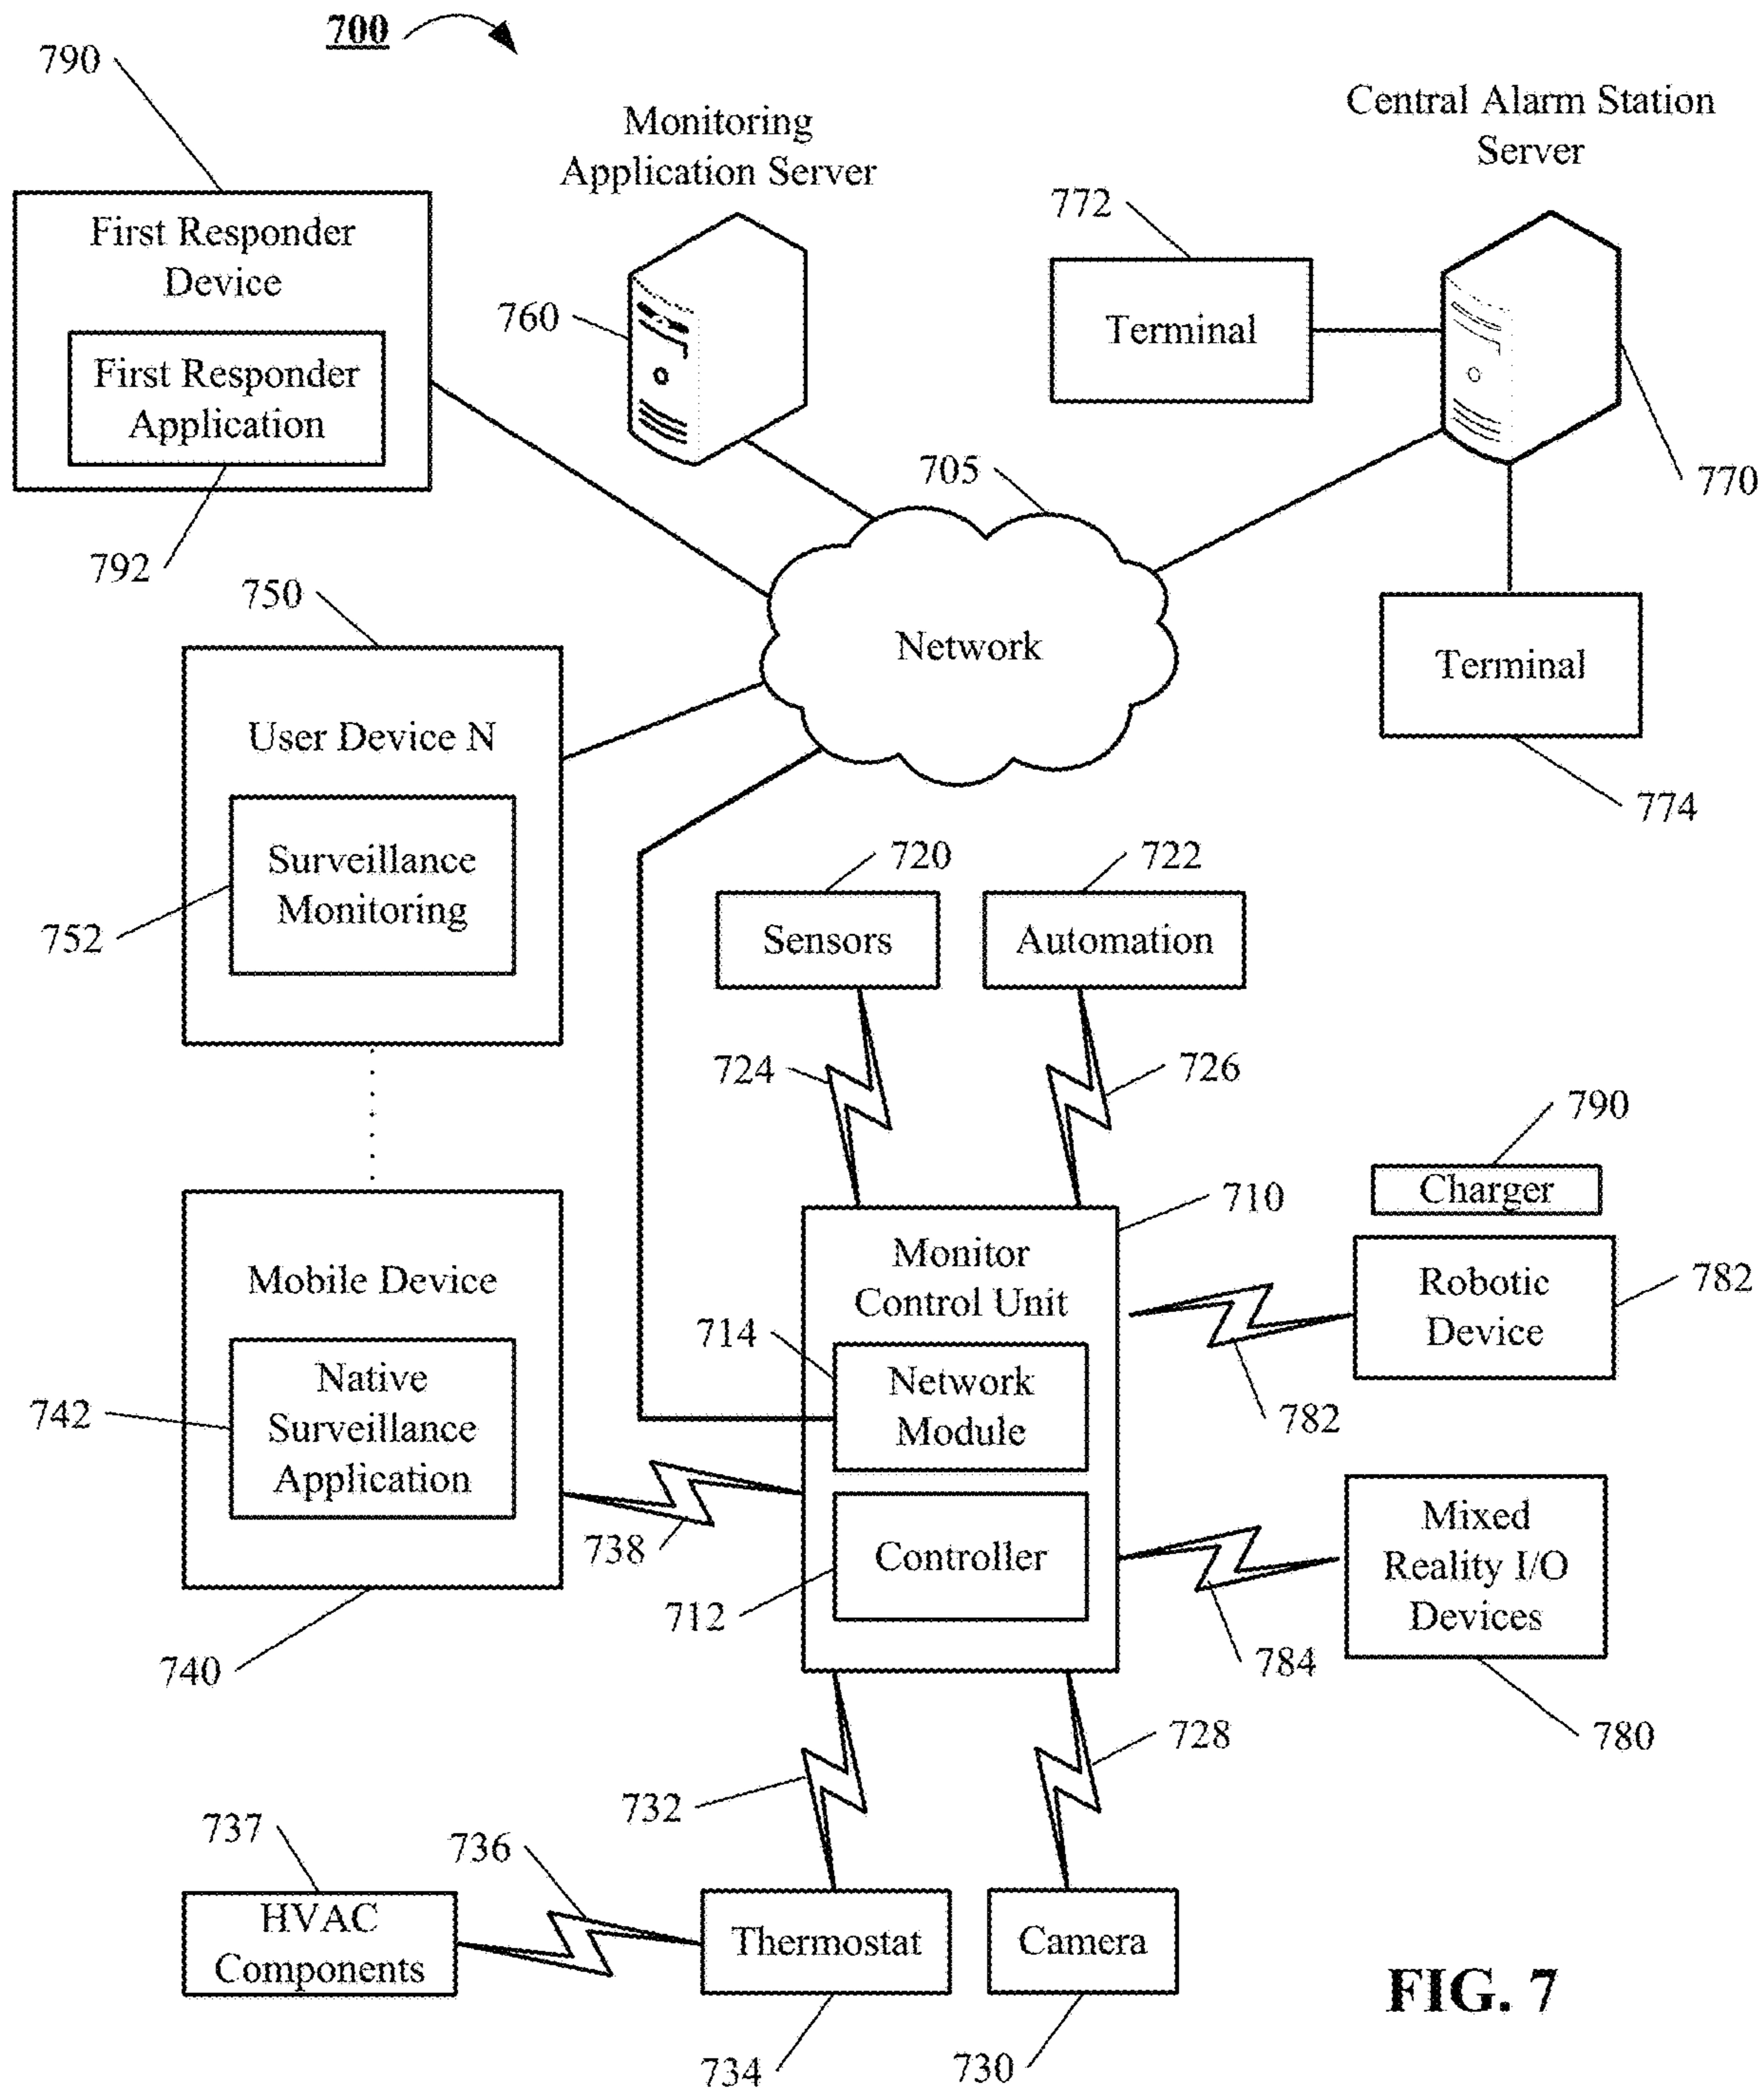 700
790
Monitoring
Application Server
Central Alarm Station
Server
First Responder
Device
First Responder
Application
792
760
772
Terminal
770
705
Network
Terminal
774
750
User Device N
Surveillance
Monitoring
752
720
Sensors
722
Automation
724
726
790
Charger
710
Monitor
Control Unit
Robotic
Device
782
782
714
Network
Module
Mobile Device
Native
Surveillance
Application
742
738
Controller
712
Mixed
Reality I/O
Devices
784
780
740
732
728
737
736
HVAC
Components
Thermostat
Camera
734
730
FIG. 7